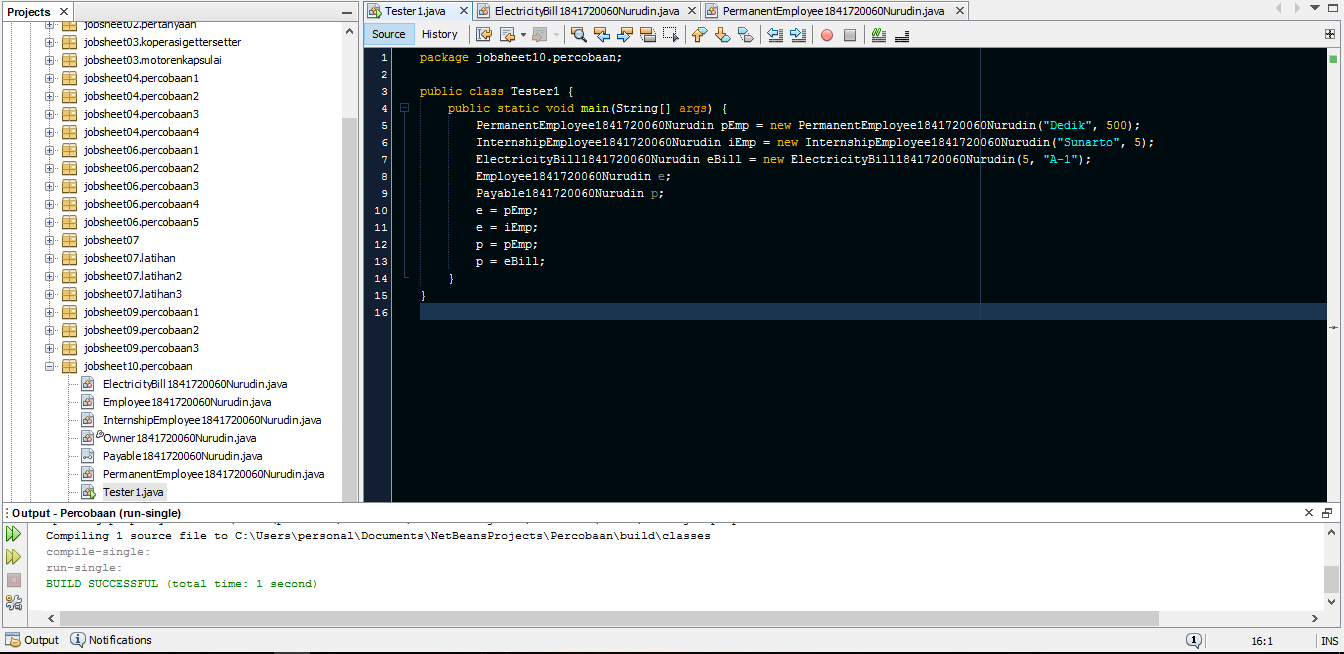 Projects
Tester1.java
ElectricityBill1841720060Nurudin.java
PermanentEmployee1841720060Nurudin.java
Source
History
jobsheet02.pertanyaan
jobsheet03.koperasigettersetter
jobsheet03.motorenkapsulai
jobsheet04.percobaan1
jobsheet04.percobaan2
jobsheet04.percobaan3
jobsheet04.percobaan4
jobsheet06.percobaan1
jobsheet06.percobaan2
jobsheet06.percobaan3
jobsheet06.percobaan4
jobsheet06.percobaan5
jobsheet07
jobsheet07.latihan
jobsheet07.latihan2
jobsheet07.latihan3
jobsheet09.percobaan1
jobsheet09.percobaan2
jobsheet09.percobaan3
jobsheet10.percobaan
ElectricityBill1841720060Nurudin.java
Employee1841720060Nurudin.java
InternshipEmployee1841720060Nurudin.java
Owner1841720060Nurudin.java
Payable1841720060Nurudin.java
PermanentEmployee1841720060Nurudin.java
Tester1.java
1 package jobsheet10.percobaan;
2
3 public class Tester1 {
4 public static void main(String[] args) {
5 PermanentEmployee1841720060Nurudin pEmp = new PermanentEmployee1841720060Nurudin("Dedik", 500);
6 InternshipEmployee1841720060Nurudin iEmp = new InternshipEmployee1841720060Nurudin("Sunarto", 5);
7 ElectricityBill1841720060Nurudin eBill = new ElectricityBill1841720060Nurudin(5, "A-1");
8 Employee1841720060Nurudin e;
9 Payable1841720060Nurudin p;
10 e = pEmp;
11 e = iEmp;
12 p = pEmp;
13 p = eBill;
14 }
15 }
16
Output - Percobaan (run-single)
Compiling 1 source file to C:\Users\personal\Documents\NetBeansProjects\Percobaan\build\classes
compile-single:
run-single:
BUILD SUCCESSFUL (total time: 1 second)
Output
Notifications
1
16:1
INS